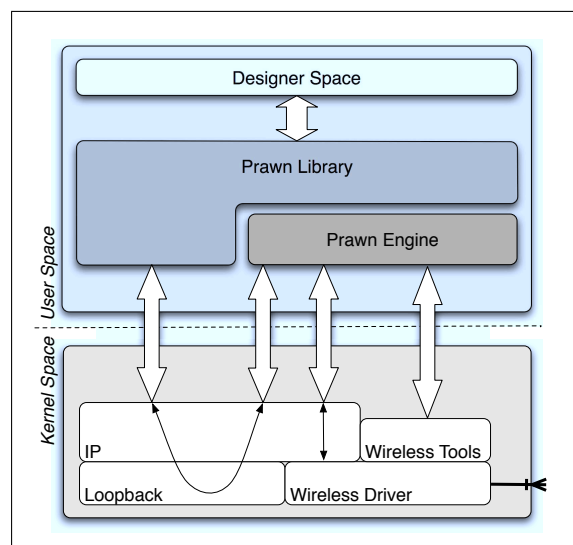 Designer Space
Prawn Library
Prawn Engine
User Space
Kernel Space
IP
Wireless Tools
Loopback
Wireless Driver